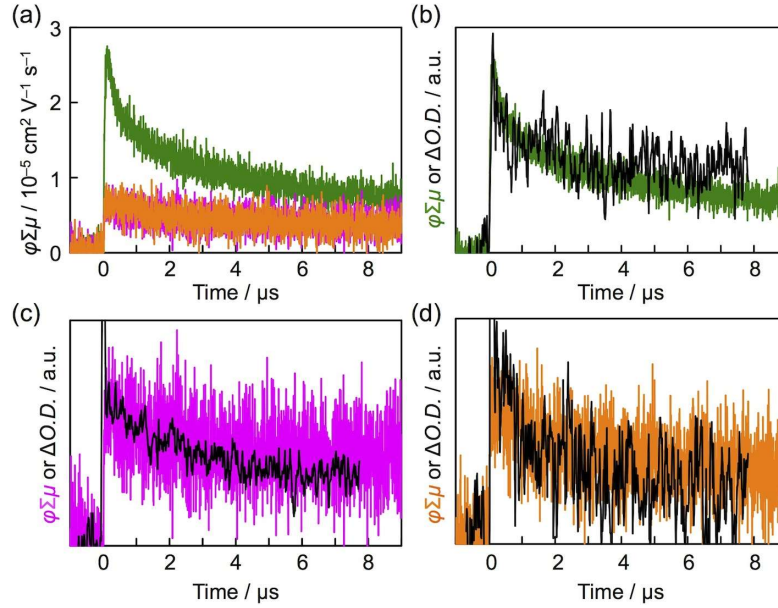 (a)
3
2
1
0
φΣμ / 10⁻⁵ cm² V⁻¹ s⁻¹
0 2 4 6 8
Time / μs
(b)
φΣμ or ΔO.D. / a.u.
0 2 4 6 8
Time / μs
(c)
φΣμ or ΔO.D. / a.u.
0 2 4 6 8
Time / μs
(d)
φΣμ or ΔO.D. / a.u.
0 2 4 6 8
Time / μs